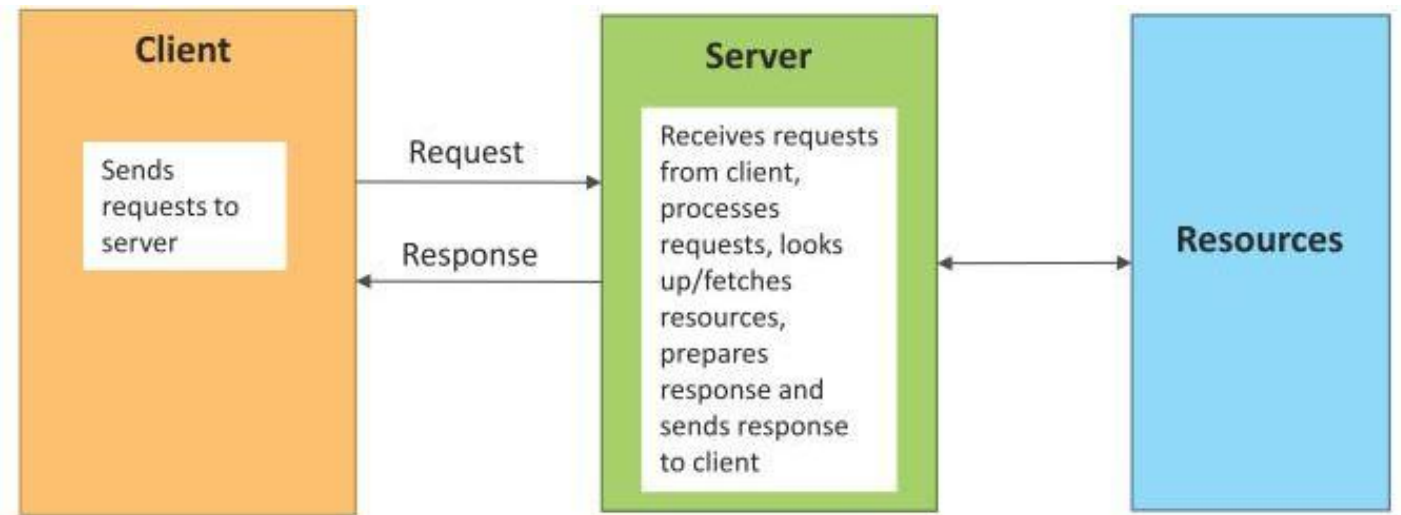 Client
Sends
requests to
server
Request
Response
Server
Receives requests
from client,
processes
requests, looks
up/fetches
resources,
prepares
response and
sends response
to client
Resources